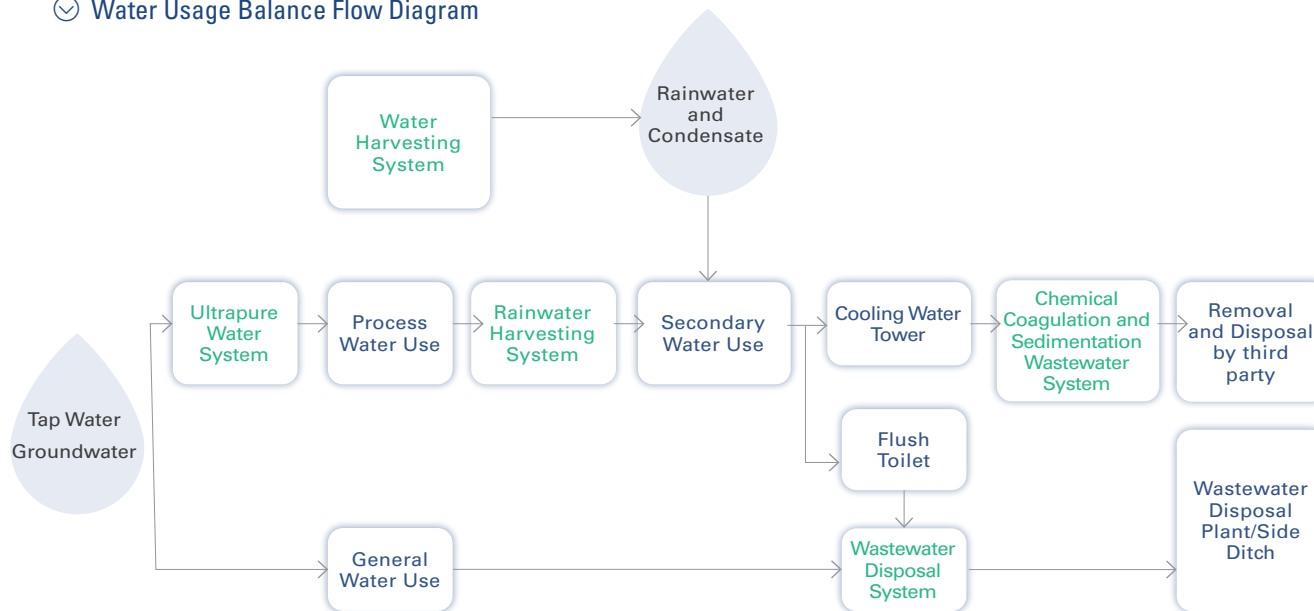 Water Usage Balance Flow Diagram
Rainwater
and
Condensate
Water
Harvesting
System
Ultrapure
Water
System
Process
Water Use
Rainwater
Harvesting
System
Secondary
Water Use
Cooling Water
Tower
Chemical
Coagulation and
Sedimentation
Wastewater
System
Removal
and Disposal
by third
party
Tap Water
Groundwater
Flush
Toilet
Wastewater
Disposal
Plant/Side
Ditch
General
Water Use
Wastewater
Disposal
System